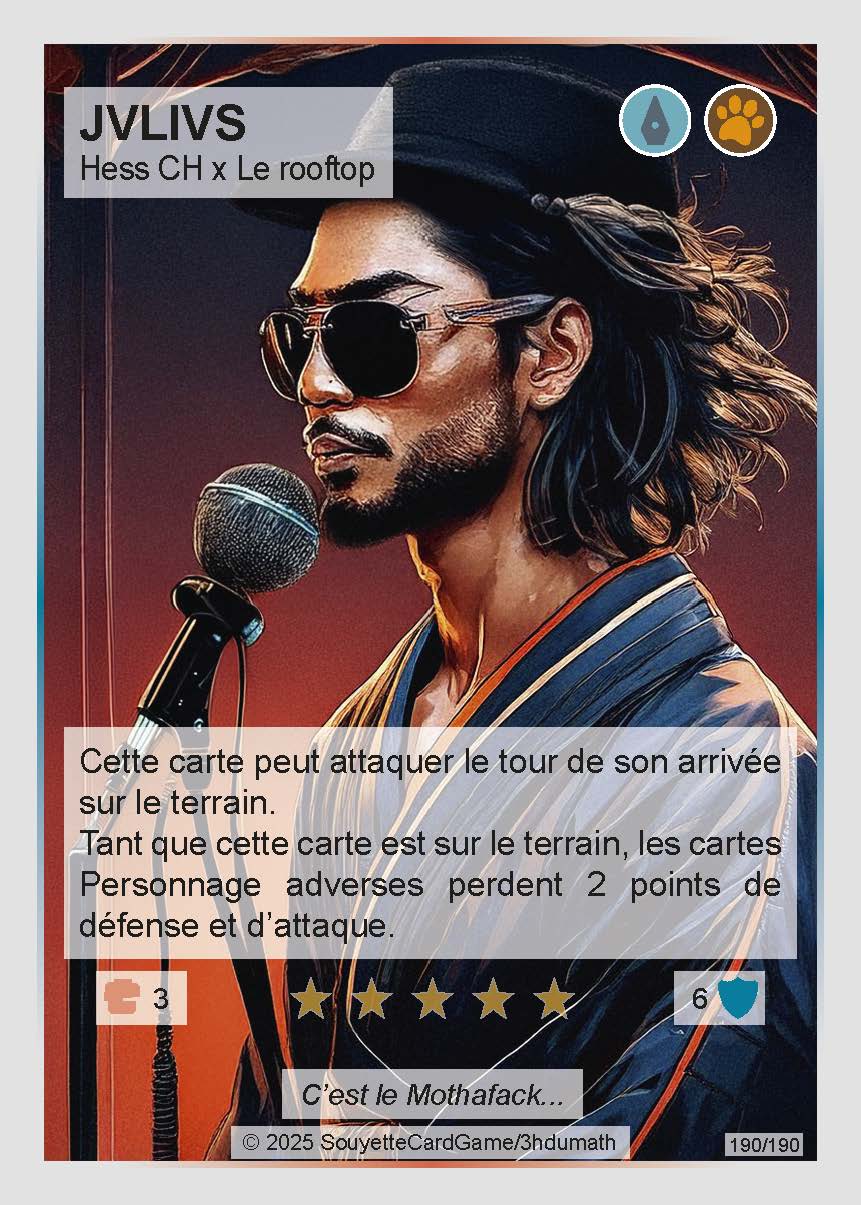 JVLIVS
Hess CH x Le rooftop
Cette carte peut attaquer le tour de son arrivée
sur le terrain.
Tant que cette carte est sur le terrain, les cartes
Personnage adverses perdent 2 points de
défense et d’attaque.
3
6
C’est le Mothafack...
© 2025 SouyetteCardGame/3hdumath
190/190